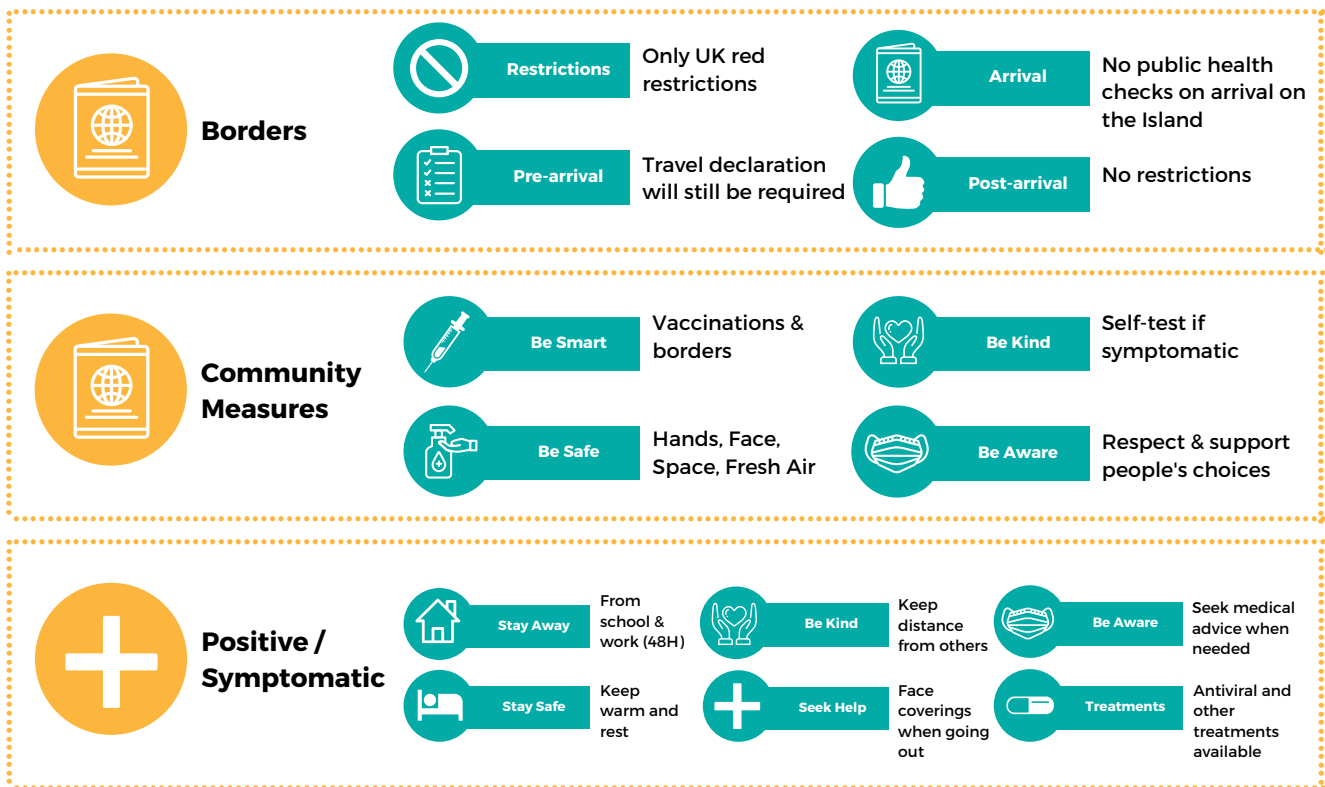 Borders
Restrictions
Only UK red
restrictions
Arrival
No public health
checks on arrival on
the Island
Pre-arrival
Travel declaration
will still be required
Post-arrival
No restrictions
Community
Measures
Be Smart
Vaccinations &
borders
Be Kind
Self-test if
symptomatic
Be Safe
Hands, Face,
Space, Fresh Air
Be Aware
Respect & support
people's choices
Positive /
Symptomatic
Stay Away
From
school &
work (48H)
Be Kind
Keep
distance
from others
Be Aware
Seek medical
advice when
needed
Stay Safe
Keep
warm and
rest
Seek Help
Face
coverings
when going
out
Treatments
Antiviral and
other
treatments
available